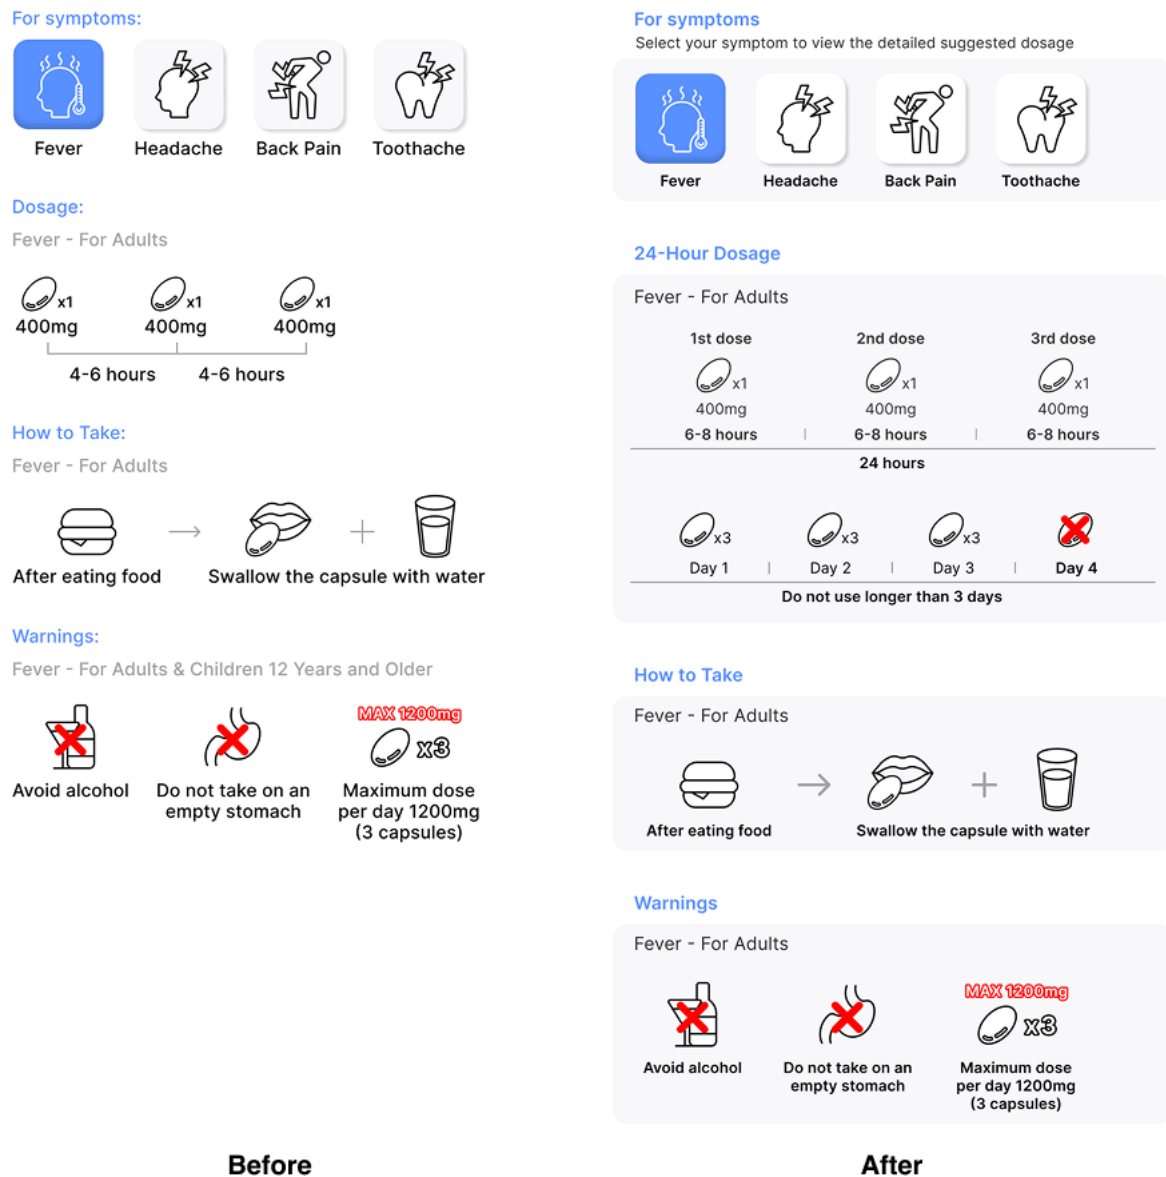 For symptoms:
Fever
Headache
Back Pain
Toothache
Dosage:
Fever - For Adults
x1
x1
x1
400mg
400mg
400mg
4-6 hours
4-6 hours
How to Take:
Fever - For Adults
After eating food
Swallow the capsule with water
Warnings:
Fever - For Adults & Children 12 Years and Older
MAX 1200mg
x3
Avoid alcohol
Do not take on an
empty stomach
Maximum dose
per day 1200mg
(3 capsules)
Before
For symptoms
Select your symptom to view the detailed suggested dosage
Fever
Headache
Back Pain
Toothache
24-Hour Dosage
Fever - For Adults
1st dose
2nd dose
3rd dose
x1
x1
x1
400mg
400mg
400mg
6-8 hours
6-8 hours
6-8 hours
24 hours
x3
x3
x3
Day 1
Day 2
Day 3
Day 4
Do not use longer than 3 days
How to Take
Fever - For Adults
After eating food
Swallow the capsule with water
Warnings
Fever - For Adults
MAX 1200mg
x3
Avoid alcohol
Do not take on an
empty stomach
Maximum dose
per day 1200mg
(3 capsules)
After